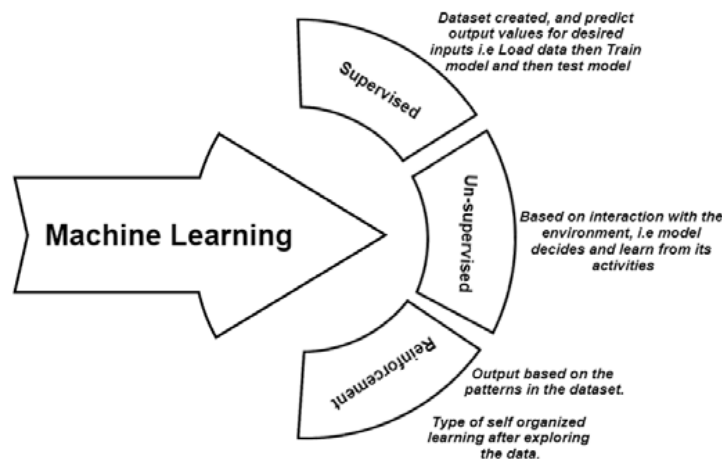 Dataset created, and predict
output values for desired
inputs i.e Load data then Train
model and then test model
Supervised
Machine Learning
Un-supervised
Based on interaction with the
environment, i.e model
decides and learn from its
activities
Reinforcement
Output based on the
patterns in the dataset.
Type of self organized
learning after exploring
the data.